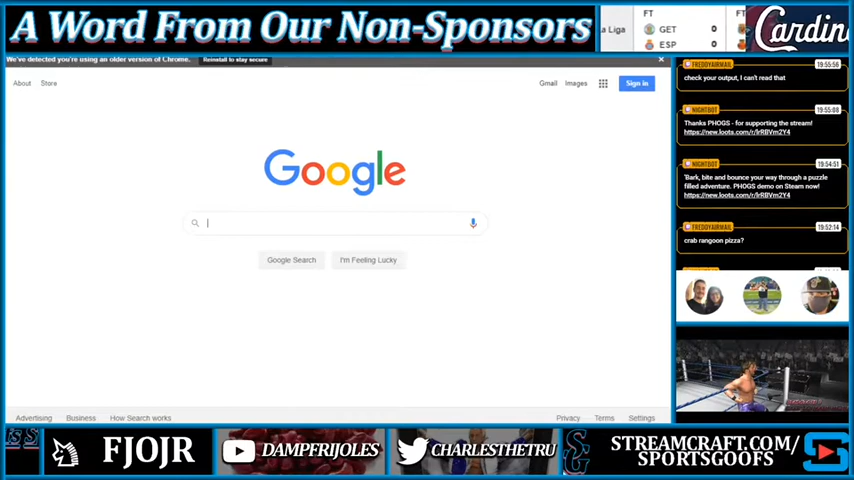 A Word From Our Non-Sponsors
a Liga
FT
GET 0
ESP 0
FT
Cardin
We've detected you're using an older version of Chrome. Reinstall to stay secure
About Store
Gmail Images Sign in
Google
Google Search I'm Feeling Lucky
Advertising Business How Search works
Privacy Terms Settings
FREDDYAIRMAIL 19:55:56
check your output, I can't read that
NIGHTBOT 19:55:08
Thanks PHOGS - for supporting the stream!
https://new.loots.com/r/lrRBVm2Y4
NIGHTBOT 19:54:51
'Bark, bite and bounce your way through a puzzle
filled adventure. PHOGS demo on Steam now!
https://new.loots.com/r/lrRBVm2Y4
FREDDYAIRMAIL 19:52:14
crab rangoon pizza?
FJOJR
DAMPFRIJOLES
CHARLESTHETRU
STREAMCRAFT.COM/
SPORTSGOOFS